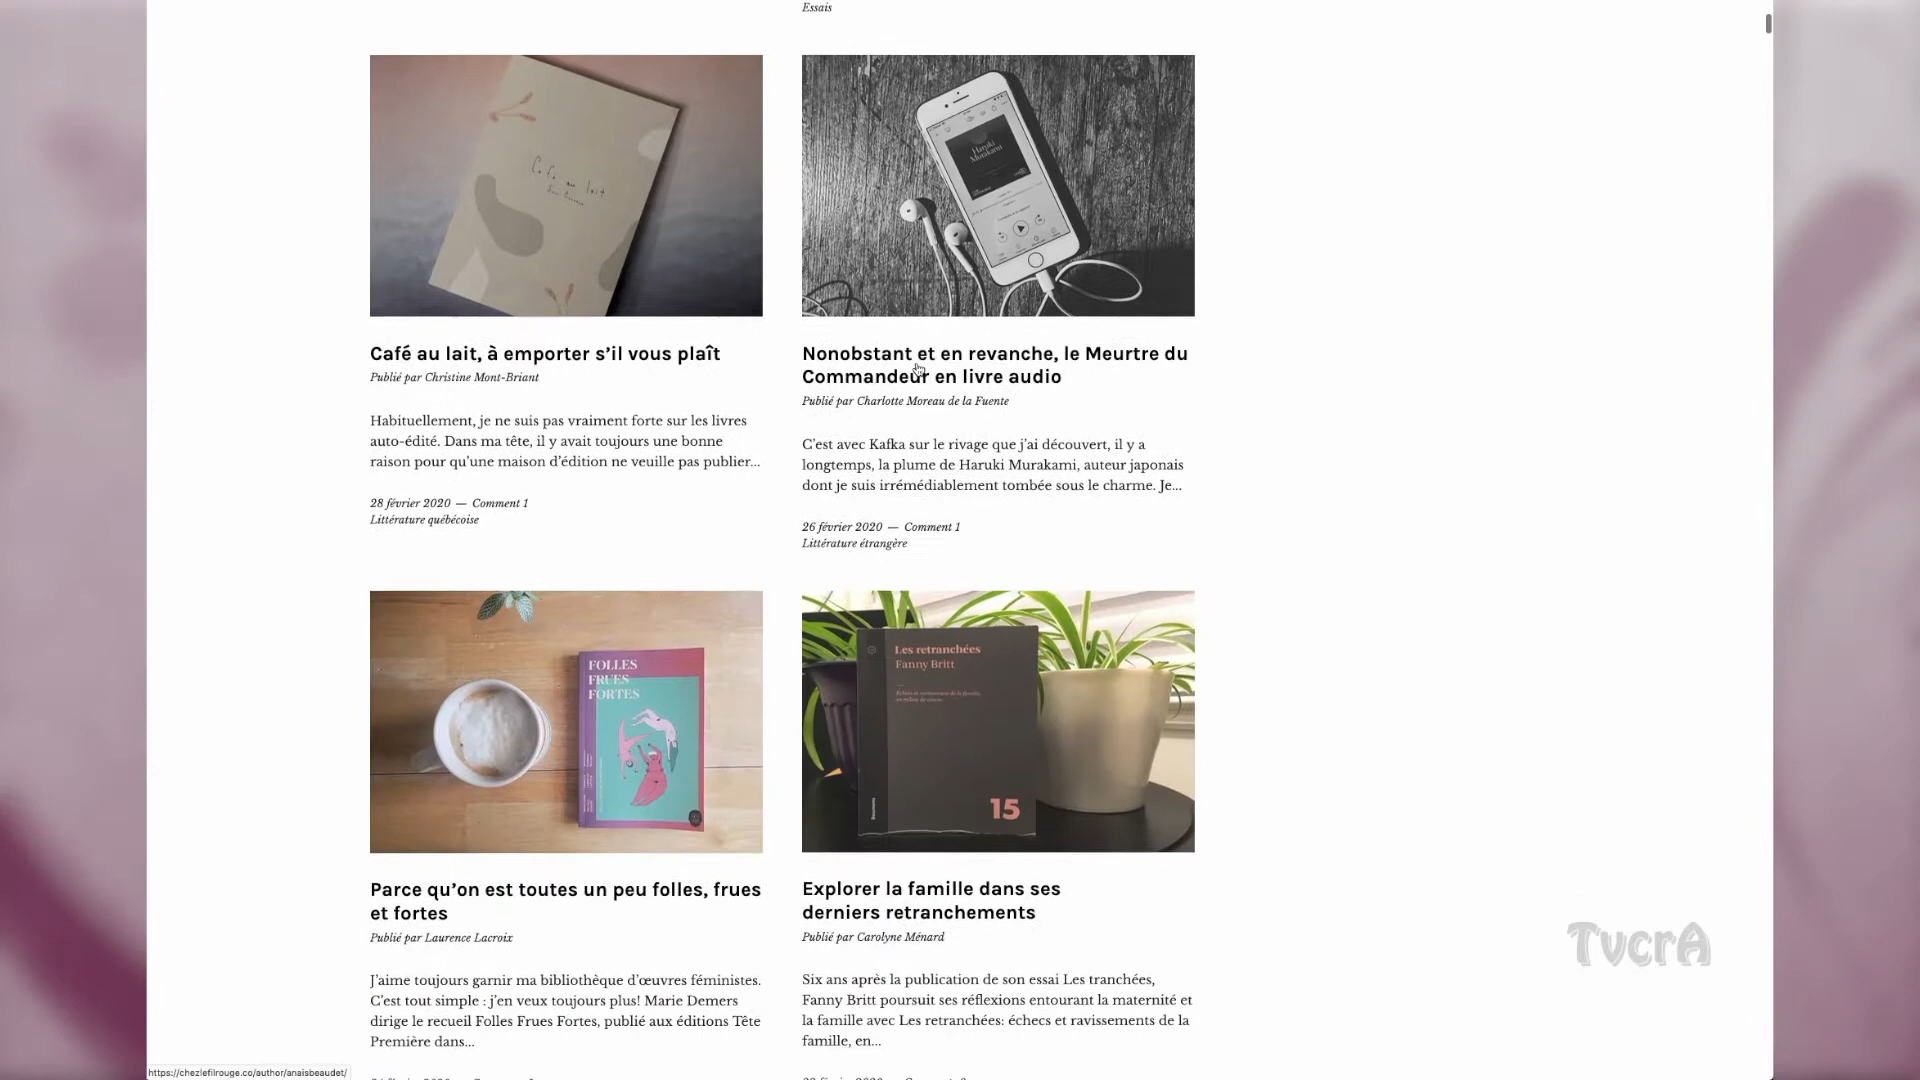 Essais
Café au lait
Haruki
Murakami
Café au lait, à emporter s’il vous plaît
Publié par Christine Mont-Briant
Habituellement, je ne suis pas vraiment forte sur les livres
auto-édité. Dans ma tête, il y avait toujours une bonne
raison pour qu’une maison d’édition ne veuille pas publier...
28 février 2020 — Comment 1
Littérature québécoise
Nonobstant et en revanche, le Meurtre du
Commandeur en livre audio
Publié par Charlotte Moreau de la Fuente
C’est avec Kafka sur le rivage que j’ai découvert, il y a
longtemps, la plume de Haruki Murakami, auteur japonais
dont je suis irrémédiablement tombée sous le charme. Je...
26 février 2020 — Comment 1
Littérature étrangère
FOLLES
FRUES
FORTES
Les retranchées
Fanny Britt
15
Parce qu’on est toutes un peu folles, frues
et fortes
Publié par Laurence Lacroix
J’aime toujours garnir ma bibliothèque d’œuvres féministes.
C’est tout simple : j’en veux toujours plus! Marie Demers
dirige le recueil Folles Frues Fortes, publié aux éditions Tête
Première dans...
Explorer la famille dans ses
derniers retranchements
Publié par Carolyne Ménard
Six ans après la publication de son essai Les tranchées,
Fanny Britt poursuit ses réflexions entourant la maternité et
la famille avec Les retranchées: échecs et ravissements de la
famille, en...
TvcrA
https://chezlefilrouge.co/author/anaisbeaudet/